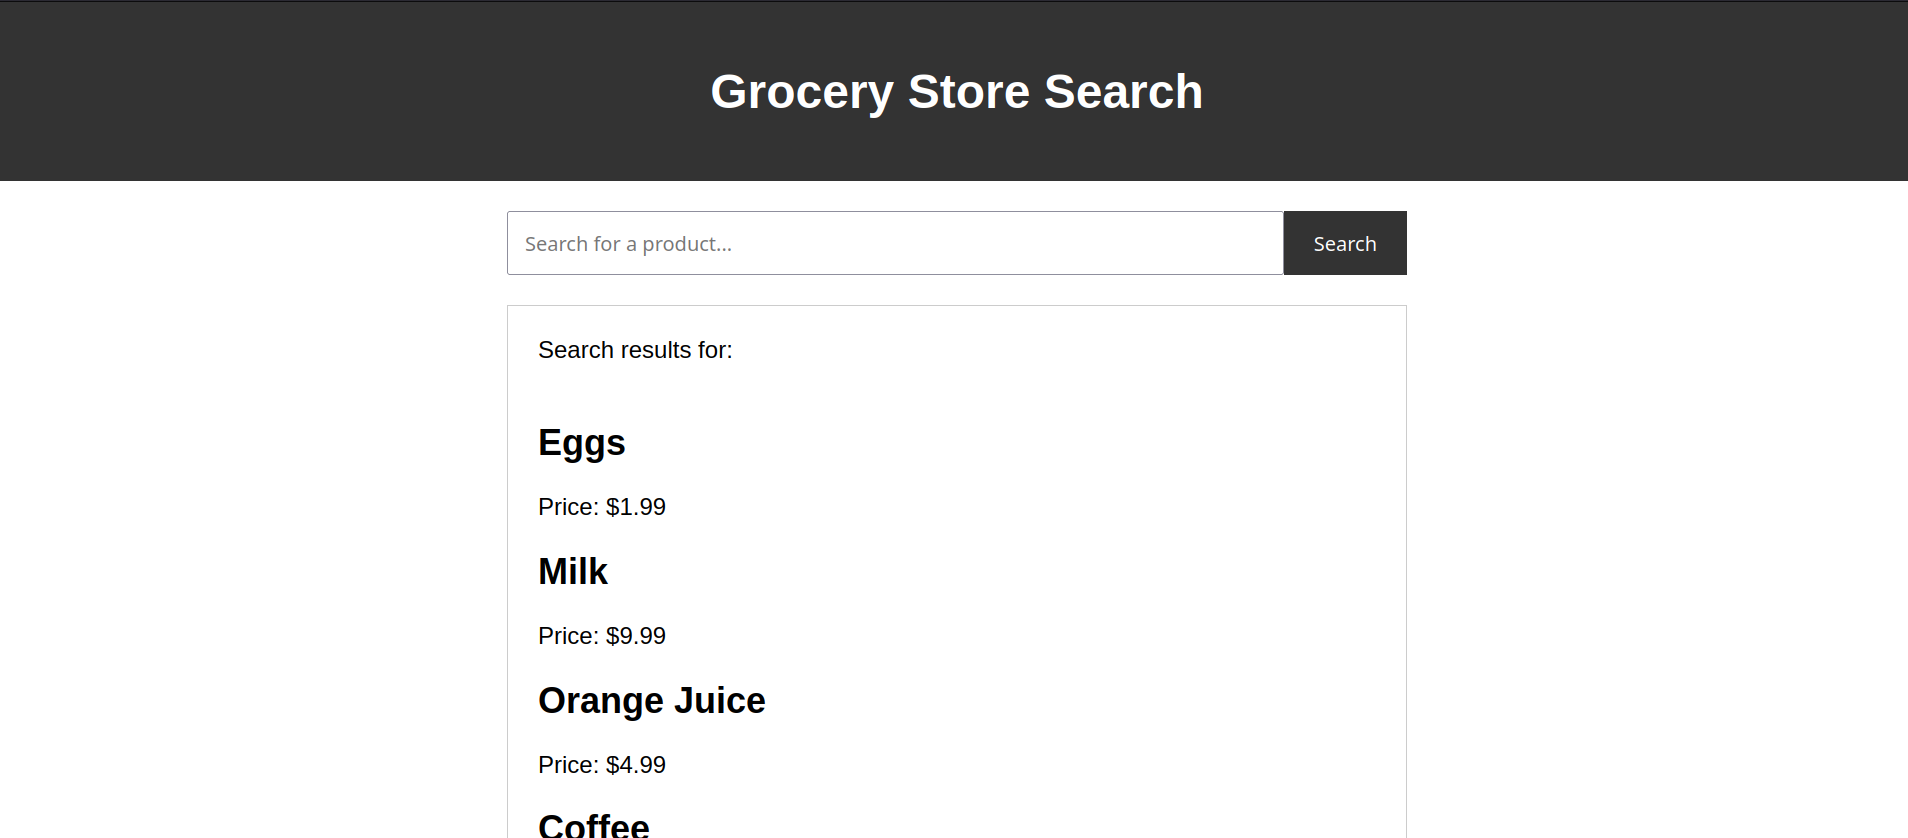 Grocery Store Search
Search for a product...
Search
Search results for:
Eggs
Price: $1.99
Milk
Price: $9.99
Orange Juice
Price: $4.99
Coffee